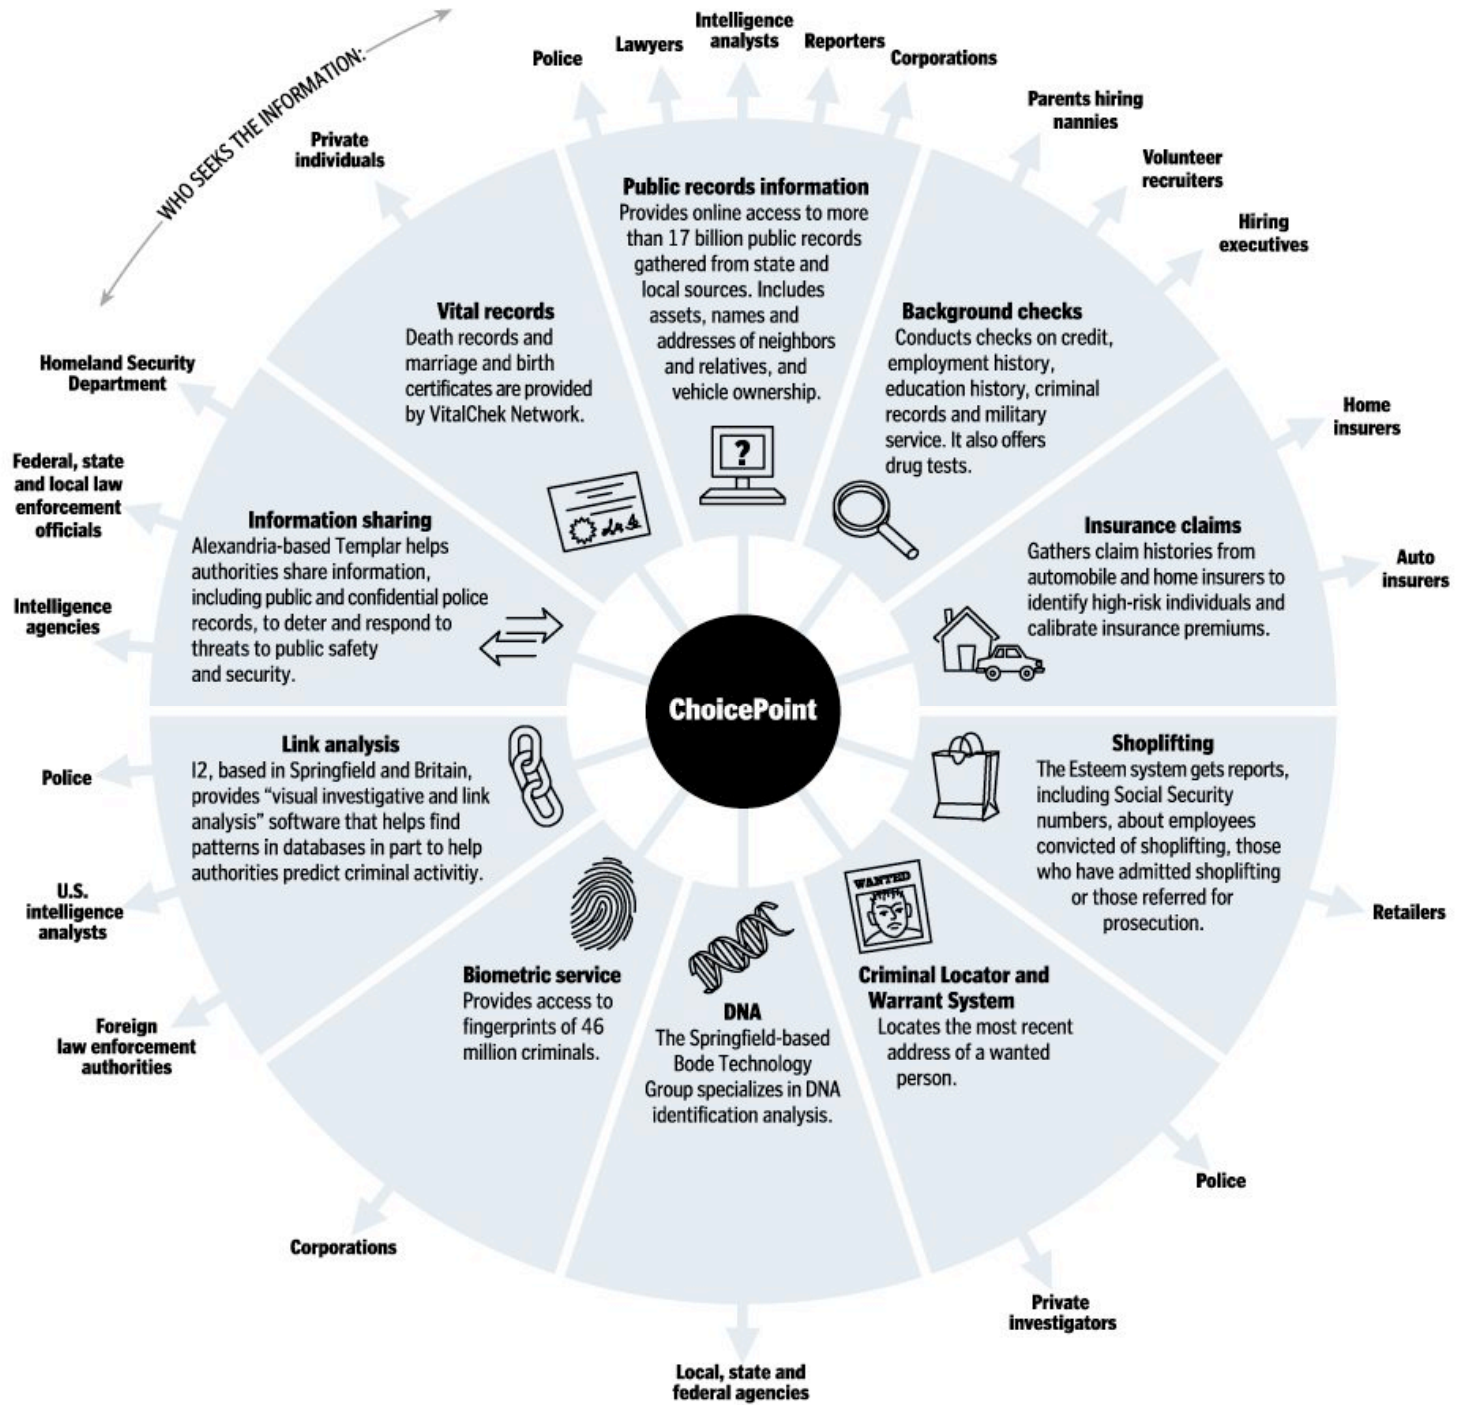 WHO SEEKS THE INFORMATION:
Private
individuals
Police
Lawyers
Intelligence
analysts
Reporters
Corporations
Parents hiring
nannies
Volunteer
recruiters
Hiring
executives
Home
insurers
Auto
insurers
Retailers
Police
Private
investigators
Local, state and
federal agencies
Corporations
Foreign
law enforcement
authorities
U.S.
intelligence
analysts
Police
Intelligence
agencies
Federal, state
and local law
enforcement
officials
Homeland Security
Department
Vital records
Death records and
marriage and birth
certificates are provided
by VitalChek Network.
Public records information
Provides online access to more
than 17 billion public records
gathered from state and
local sources. Includes
assets, names and
addresses of neighbors
and relatives, and
vehicle ownership.
?
Background checks
Conducts checks on credit,
employment history,
education history, criminal
records and military
service. It also offers
drug tests.
Insurance claims
Gathers claim histories from
automobile and home insurers to
identify high-risk individuals and
calibrate insurance premiums.
Shoplifting
The Esteem system gets reports,
including Social Security
numbers, about employees
convicted of shoplifting, those
who have admitted shoplifting
or those referred for
prosecution.
WANTED
Criminal Locator and
Warrant System
Locates the most recent
address of a wanted
person.
DNA
The Springfield-based
Bode Technology
Group specializes in DNA
identification analysis.
Biometric service
Provides access to
fingerprints of 46
million criminals.
Link analysis
I2, based in Springfield and Britain,
provides “visual investigative and link
analysis” software that helps find
patterns in databases in part to help
authorities predict criminal activitiy.
Information sharing
Alexandria-based Templar helps
authorities share information,
including public and confidential police
records, to deter and respond to
threats to public safety
and security.
ChoicePoint